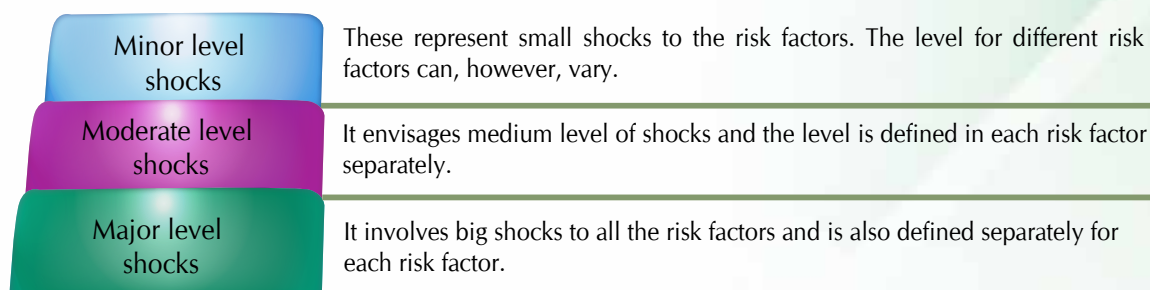 Minor level
shocks
These represent small shocks to the risk factors. The level for different risk
factors can, however, vary.
Moderate level
shocks
It envisages medium level of shocks and the level is defined in each risk factor
separately.
Major level
shocks
It involves big shocks to all the risk factors and is also defined separately for
each risk factor.